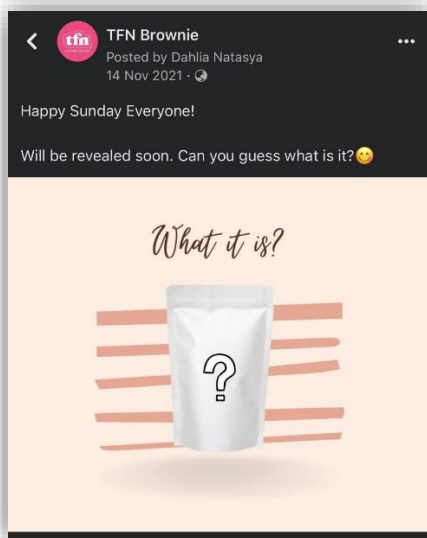 tfn
TFN Brownie
Posted by Dahlia Natasya
14 Nov 2021 ·
Happy Sunday Everyone!
Will be revealed soon. Can you guess what is it?😋
What it is?
?